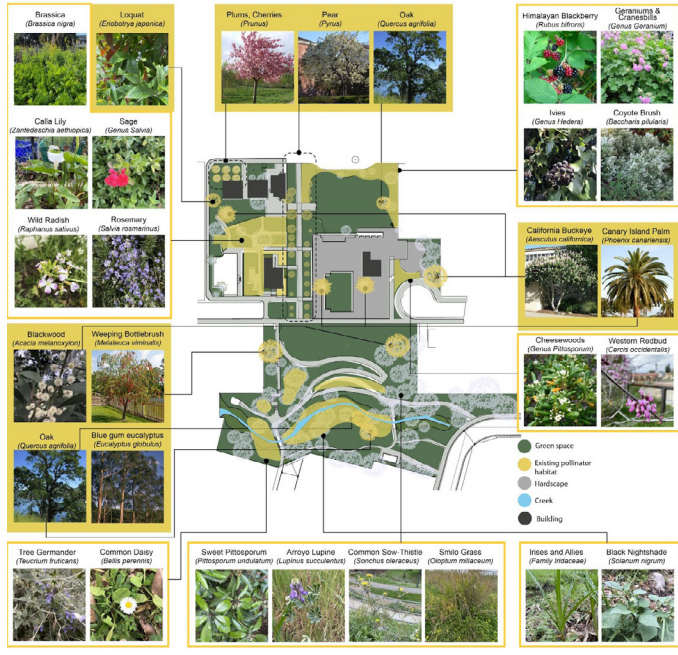 Brassica
(Brassica nigra)
Loquat
(Eriobotrya japonica)
Calla Lily
(Zantedeschia aethiopica)
Sage
(Genus Salvia)
Wild Radish
(Raphanus sativus)
Rosemary
(Salvia rosmarinus)
Plums, Cherries
(Prunus)
Pear
(Pyrus)
Oak
(Quercus agrifolia)
Himalayan Blackberry
(Rubus bifrons)
Geraniums &
Cranesbills
(Genus Geranium)
Ivies
(Genus Hedera)
Coyote Brush
(Baccharis pilularis)
California Buckeye
(Aesculus californica)
Canary Island Palm
(Phoenix canariensis)
Blackwood
(Acacia melanoxylon)
Weeping Bottlebrush
(Melaleuca viminalis)
Oak
(Quercus agrifolia)
Blue gum eucalyptus
(Eucalyptus globulus)
Cheesewoods
(Genus Pittosporum)
Western Redbud
(Cercis occidentalis)
Green space
Existing pollinator
habitat
Hardscape
Creek
Building
Tree Germander
(Teucrium fruticans)
Common Daisy
(Bellis perennis)
Sweet Pittosporum
(Pittosporum undulatum)
Arroyo Lupine
(Lupinus succulentus)
Common Sow-Thistle
(Sonchus oleraceus)
Smilo Grass
(Oloptum miliaceum)
Irises and Allies
(Family Iridaceae)
Black Nightshade
(Solanum nigrum)